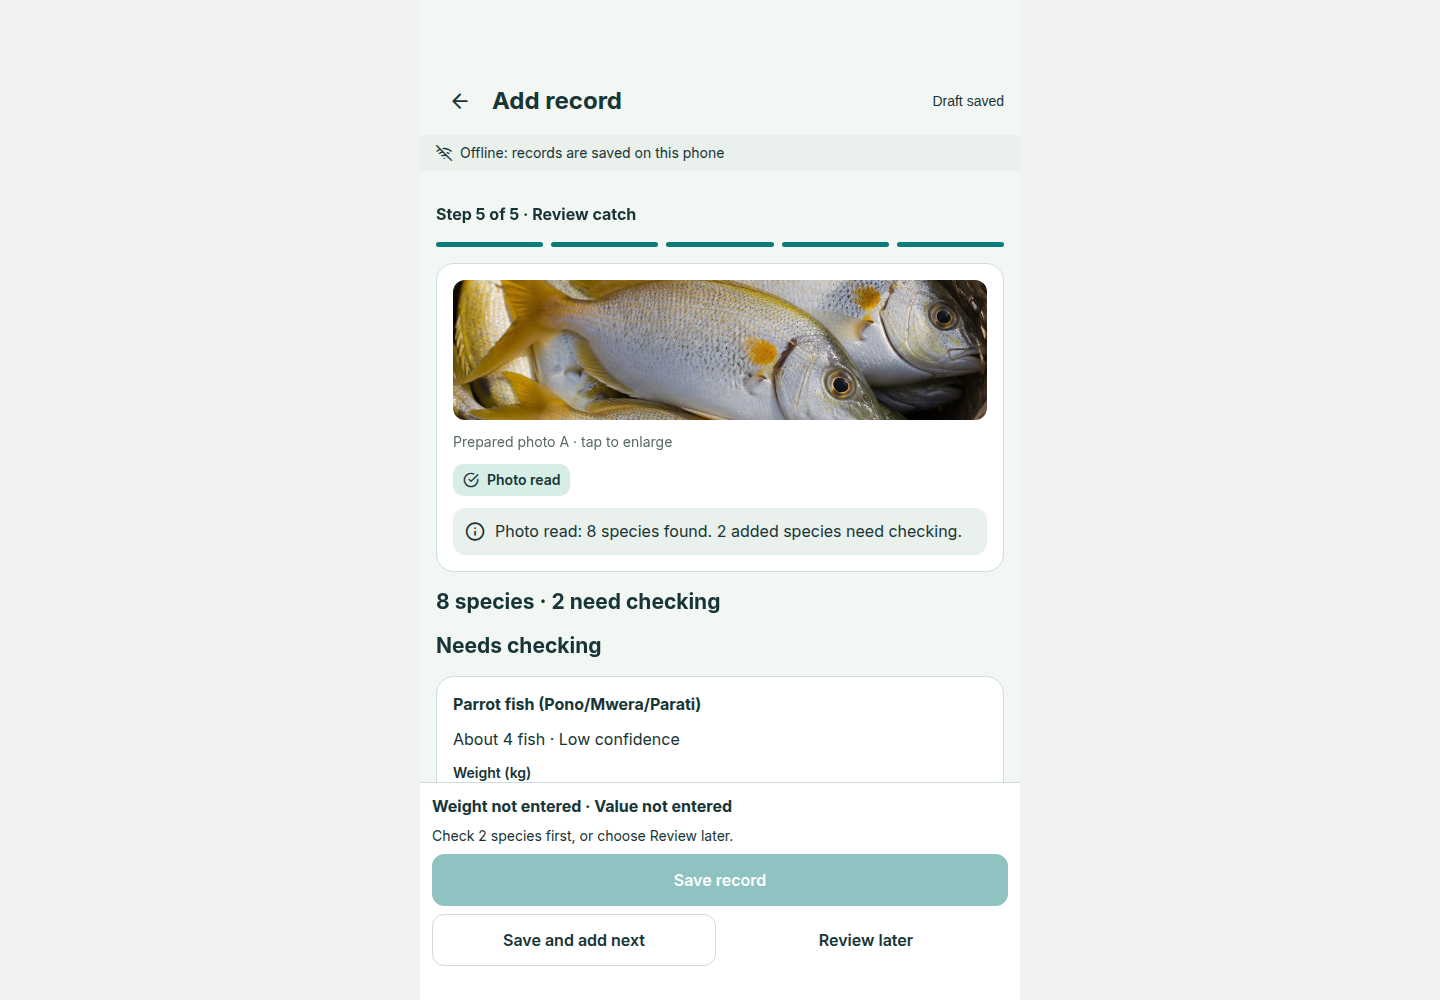 Add record
Draft saved
Offline: records are saved on this phone
Step 5 of 5 · Review catch
Prepared photo A · tap to enlarge
Photo read
Photo read: 8 species found. 2 added species need checking.
8 species · 2 need checking
Needs checking
Parrot fish (Pono/Mwera/Parati)
About 4 fish · Low confidence
Weight (kg)
Weight not entered · Value not entered
Check 2 species first, or choose Review later.
Save record
Save and add next
Review later